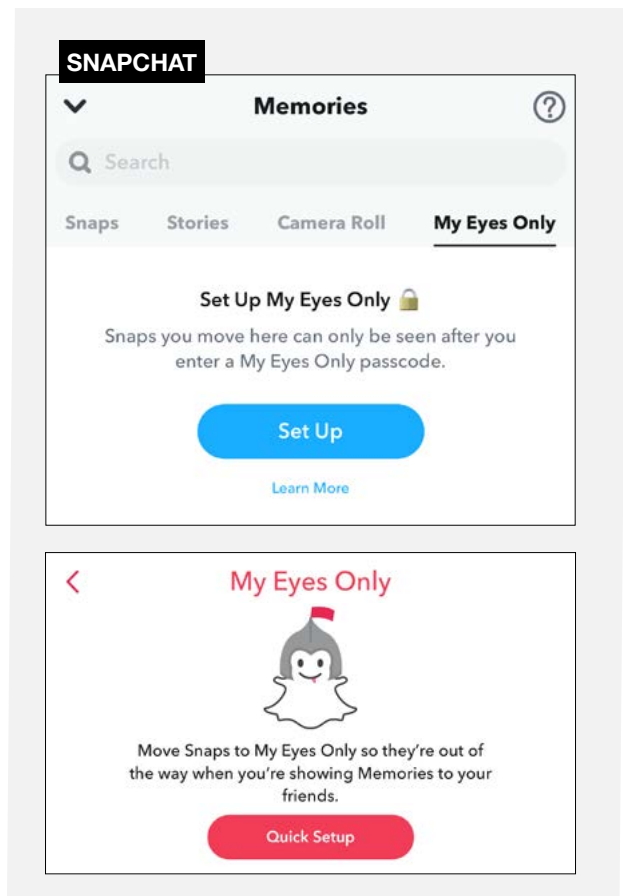 SNAPCHAT
Memories
Search
Snaps Stories Camera Roll My Eyes Only
Set Up My Eyes Only
Snaps you move here can only be seen after you
enter a My Eyes Only passcode.
Set Up
Learn More
My Eyes Only
Move Snaps to My Eyes Only so they're out of
the way when you're showing Memories to your
friends.
Quick Setup